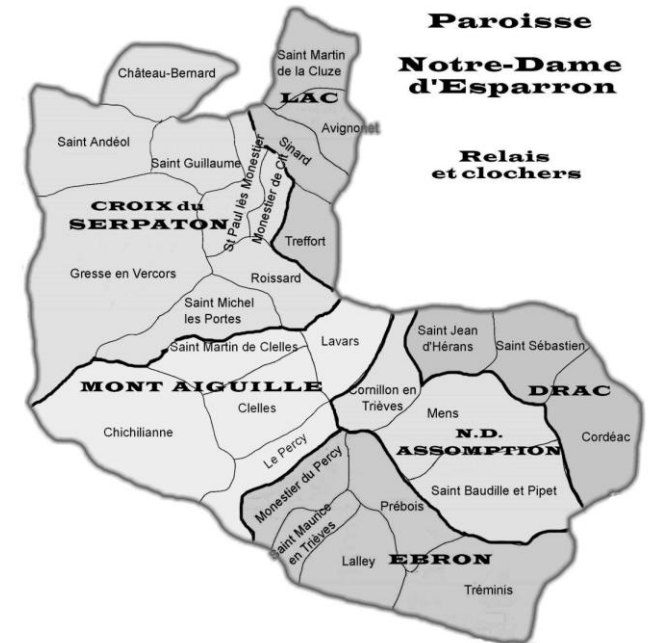 Paroisse
Notre-Dame
d'Esparron
Relais
et clochers
Saint Martin
de la Cluze
LAC
Avignonet
Sinard
Treffort
Château-Bernard
Saint Andéol
Saint Guillaume
St Paul lès Monestier
Monestier de Clt
CROIX du
SERPATON
Gresse en Vercors
Roissard
Saint Michel
les Portes
Saint Martin de Clelles
Lavars
MONT AIGUILLE
Clelles
Chichilianne
Le Percy
Cornillon en
Trièves
Saint Jean
d'Hérans
Saint Sébastien
DRAC
Cordéac
Mens
N.D.
ASSOMPTION
Saint Baudille et Pipet
Monestier du Percy
Saint Maurice
en Trièves
Prébois
Lalley
EBRON
Tréminis